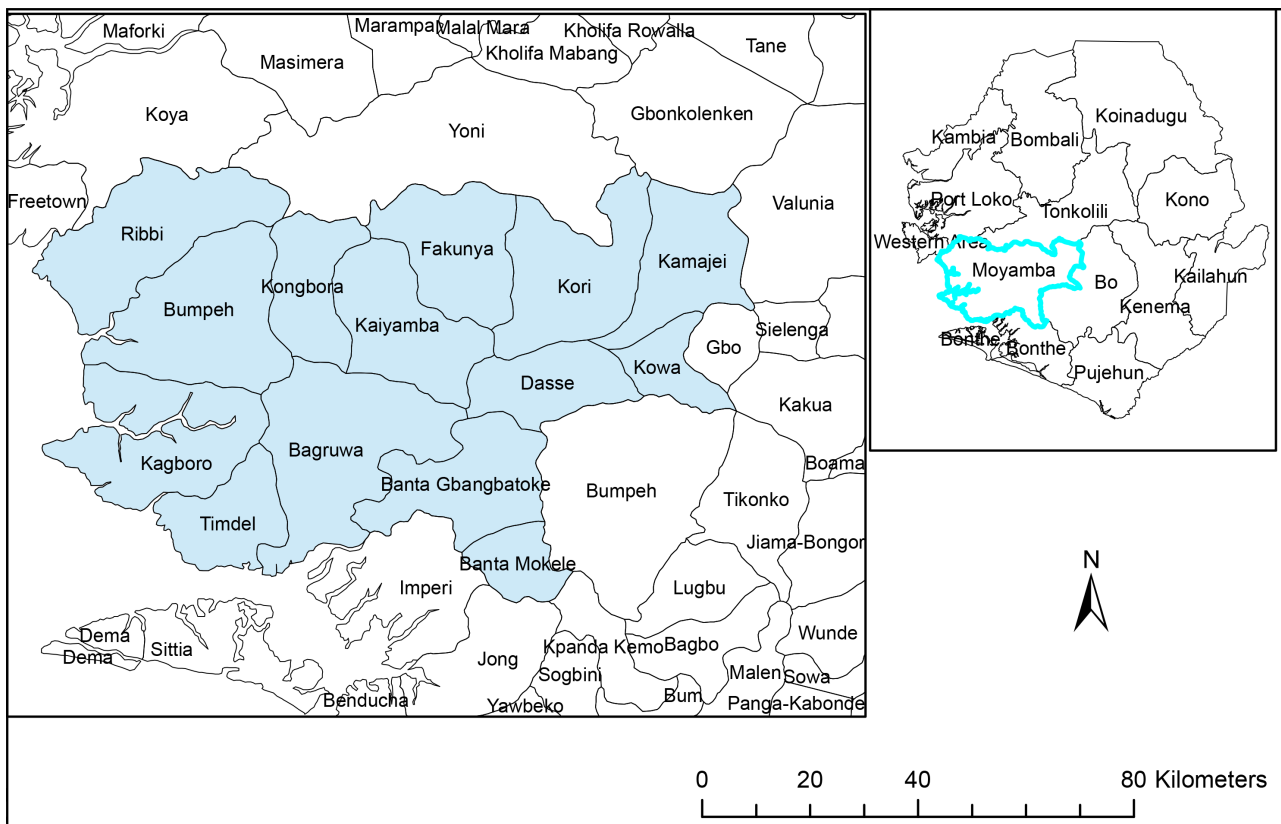 Maforki
Marampa
Malal Mara
Kholifa Rowalla
Tane
Masimera
Kholifa Mabang
Koya
Yoni
Gbonkolenken
Freetown
Valunia
Ribbi
Fakunya
Kamajei
Kongbora
Kori
Bumpeh
Kaiyamba
Sielenga
Gbo
Kowa
Dasse
Kakua
Bagruwa
Kagboro
Boama
Banta Gbangbatoke
Bumpeh
Tikonko
Timdel
Jiama-Bongor
Banta Mokele
Imperi
Lugbu
Dema
Sittia
Dema
Wunde
Kpanda Kemo
Bagbo
Jong
Sogbini
Malen
Sowa
Benducha
Yawbeko
Bum
Panga-Kabonde
Koinadugu
Kambia
Bombali
Port Loko
Kono
Tonkolili
Western Area
Moyamba
Bo
Kailahun
Kenema
Bonthe
Bonthe
Pujehun
N
0 20 40 80 Kilometers